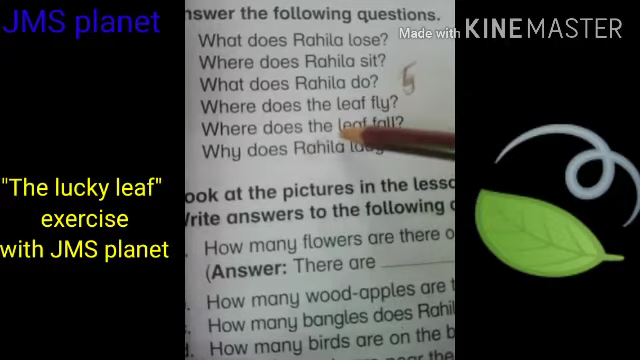 JMS planet
Made with KINEMASTER
"The lucky leaf"
exercise
with JMS planet
nswer the following questions.
What does Rahila lose?
Where does Rahila sit?
What does Rahila do?
5
Where does the leaf fly?
Where does the leaf fall?
Why does Rahila
ook at the pictures in the lesso
rite answers to the following
How many flowers are there o
(Answer: There are
How many wood-apples are t
How many bangles does Rahil
d. How many birds are on the b
near the